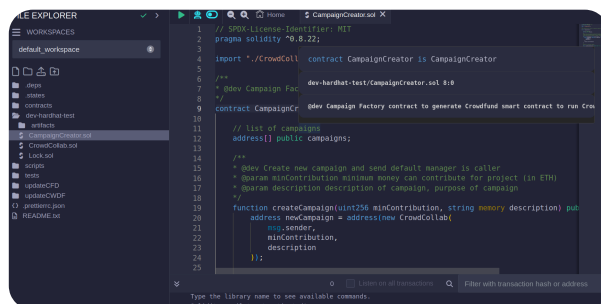 FILE EXPLORER
WORKSPACES
default_workspace
.deps
.states
contracts
dev-hardhat-test
artifacts
CampaignCreator.sol
CrowdCollab.sol
Lock.sol
scripts
tests
updateCFD
updateCWDF
.prettierrc.json
README.txt
Home
CampaignCreator.sol
1 // SPDX-License-Identifier: MIT
2 pragma solidity ^0.8.22;
3
4 import "./CrowdColl
5
6 /**
7 * @dev Campaign Fac
8 */
9 contract CampaignCr
10
11 // list of campaigns
12 address[] public campaigns;
13
14 /**
15 * @dev Create new campaign and send default manager is caller
16 * @param minContribution minimum money can contribute for project (in ETH)
17 * @param description description of campaign, purpose of campaign
18 */
19 function createCampaign(uint256 minContribution, string memory description) pub
20 address newCampaign = address(new CrowdCollab(
21 msg.sender,
22 minContribution,
23 description
24 ));
25
contract CampaignCreator is CampaignCreator
dev-hardhat-test/CampaignCreator.sol 8:0
@dev Campaign Factory contract to generate Crowdfund smart contract to run Crow
0 Listen on all transactions Filter with transaction hash or address
Type the library name to see available commands.